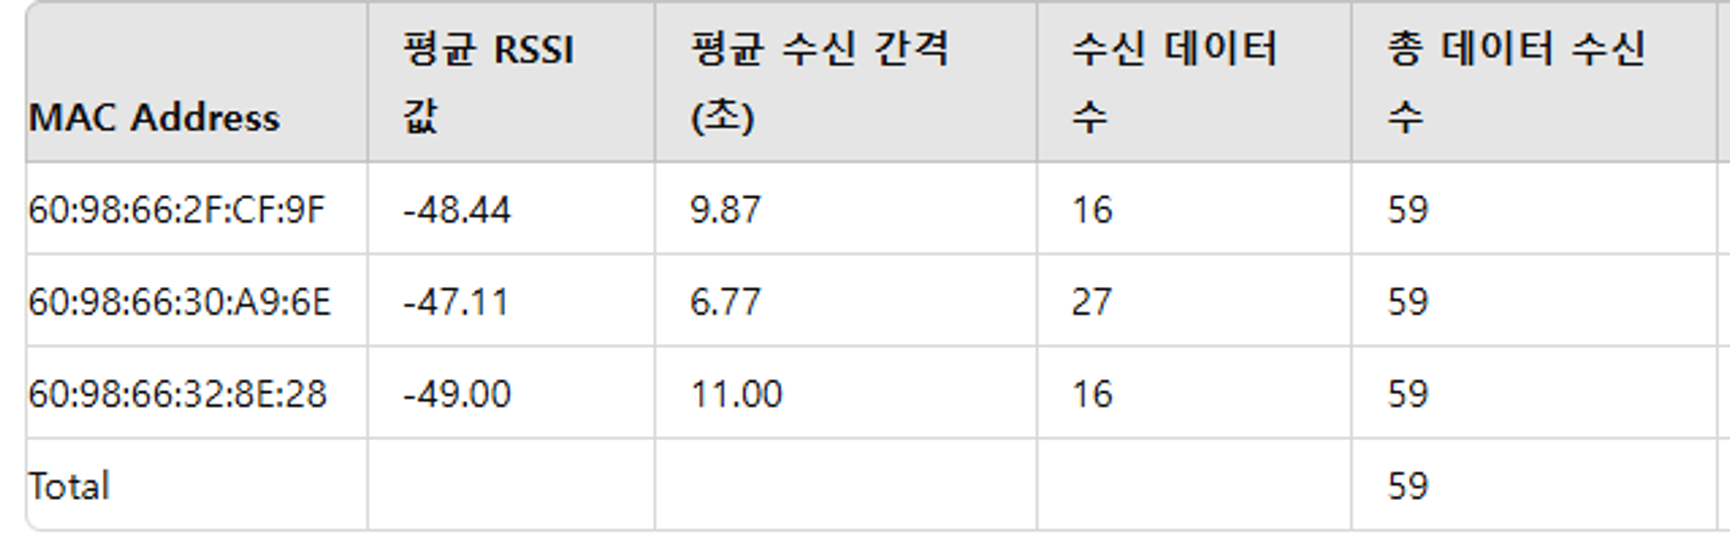 MAC Address 평균 RSSI 값 평균 수신 간격 (초) 수신 데이터 수 총 데이터 수신 수
60:98:66:2F:CF:9F -48.44 9.87 16 59
60:98:66:30:A9:6E -47.11 6.77 27 59
60:98:66:32:8E:28 -49.00 11.00 16 59
Total 59